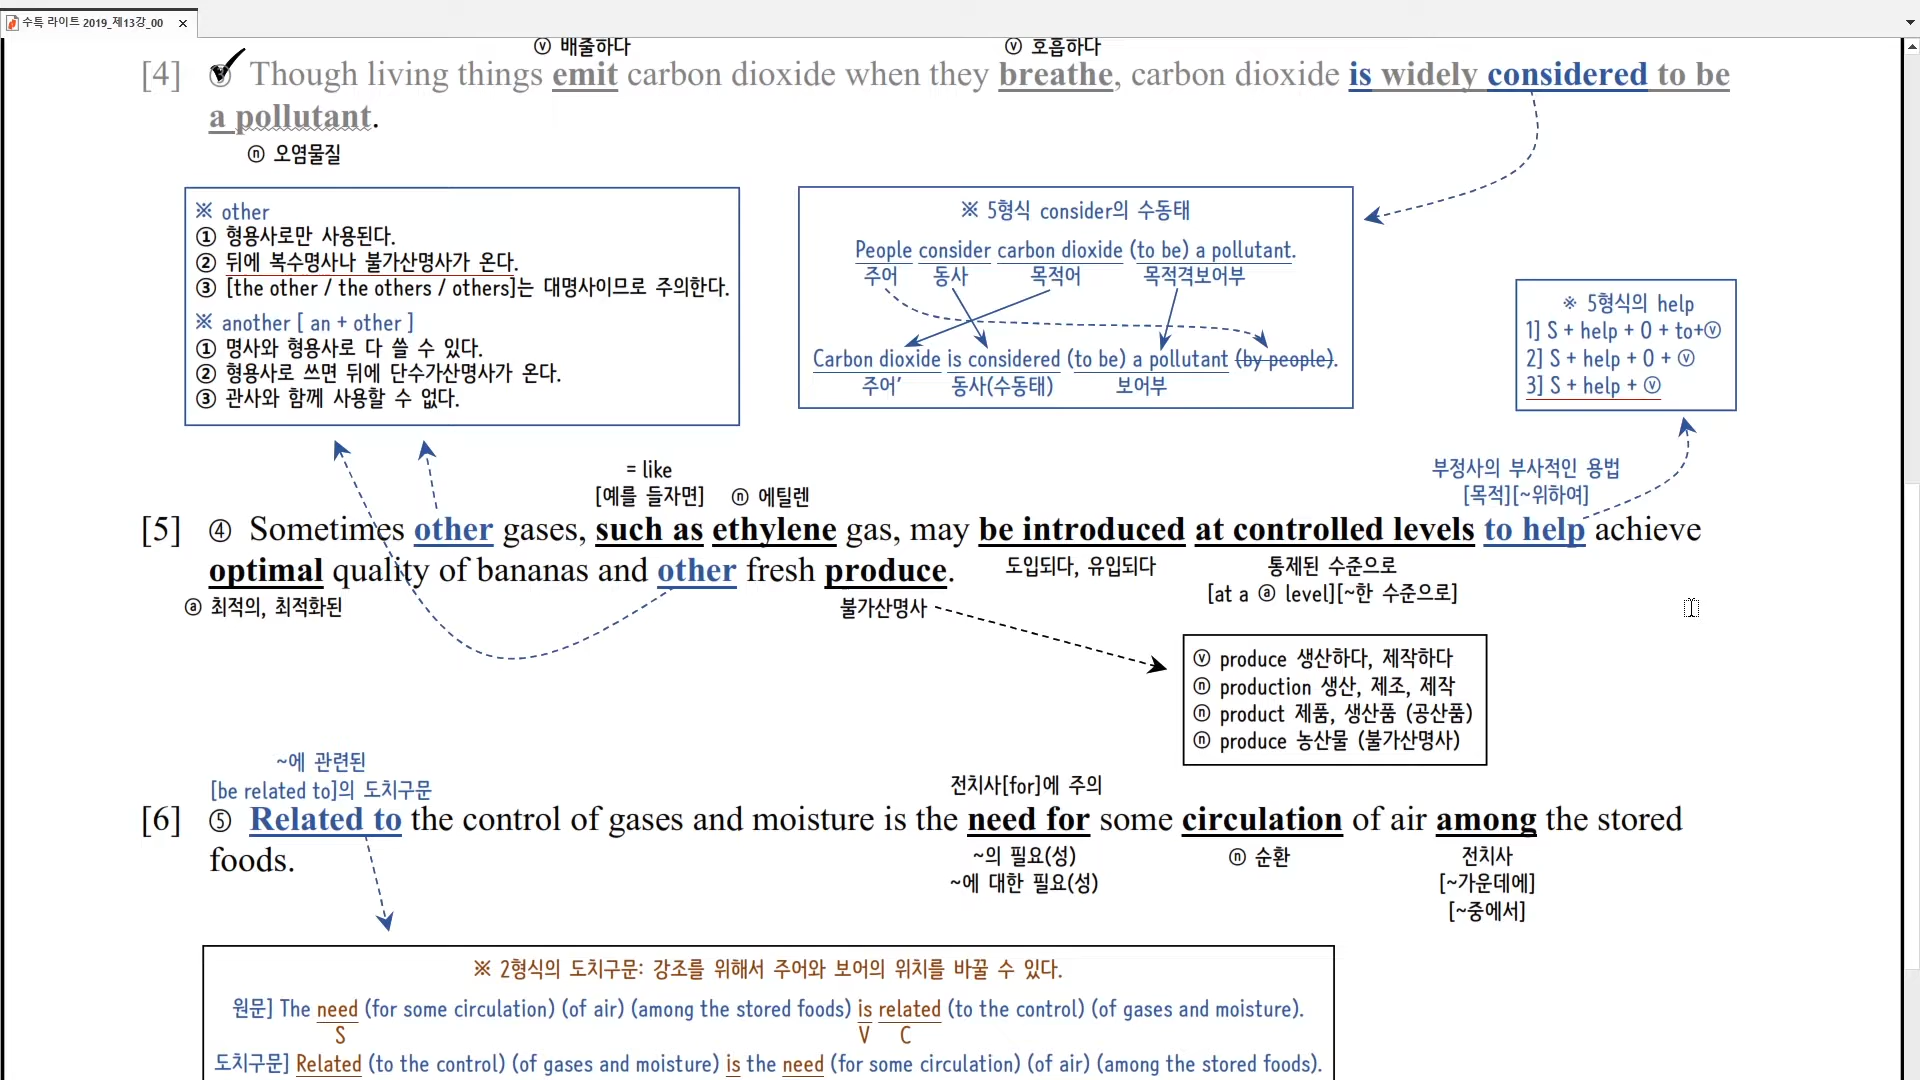 수특 라이트 2019_제13강_00
ⓥ 배출하다 ⓥ 호흡하다
[4] Though living things emit carbon dioxide when they breathe, carbon dioxide is widely considered to be
a pollutant.
ⓝ 오염물질
※ other
① 형용사로만 사용된다.
② 뒤에 복수명사나 불가산명사가 온다.
③ [the other / the others / others]는 대명사이므로 주의한다.
※ another [ an + other ]
① 명사와 형용사로 다 쓸 수 있다.
② 형용사로 쓰면 뒤에 단수가산명사가 온다.
③ 관사와 함께 사용할 수 없다.
※ 5형식 consider의 수동태
People consider carbon dioxide (to be) a pollutant.
주어 동사 목적어 목적격보어부
Carbon dioxide is considered (to be) a pollutant (by people).
주어′ 동사(수동태) 보어부
※ 5형식의 help
1] S + help + O + to+ⓥ
2] S + help + O + ⓥ
3] S + help + ⓥ
= like
[예를 들자면] ⓝ 에틸렌
부정사의 부사적인 용법
[목적][~위하여]
[5] ④ Sometimes other gases, such as ethylene gas, may be introduced at controlled levels to help achieve
optimal quality of bananas and other fresh produce.
도입되다, 유입되다
통제된 수준으로
[at a ⓐ level][~한 수준으로]
ⓐ 최적의, 최적화된
불가산명사
ⓥ produce 생산하다, 제작하다
ⓝ production 생산, 제조, 제작
ⓝ product 제품, 생산품 (공산품)
ⓝ produce 농산물 (불가산명사)
~에 관련된
[be related to]의 도치구문
전치사[for]에 주의
[6] ⑤ Related to the control of gases and moisture is the need for some circulation of air among the stored
foods.
~의 필요(성)
~에 대한 필요(성)
ⓝ 순환
전치사
[~가운데에]
[~중에서]
※ 2형식의 도치구문: 강조를 위해서 주어와 보어의 위치를 바꿀 수 있다.
원문] The need (for some circulation) (of air) (among the stored foods) is related (to the control) (of gases and moisture).
S V C
도치구문] Related (to the control) (of gases and moisture) is the need (for some circulation) (of air) (among the stored foods).